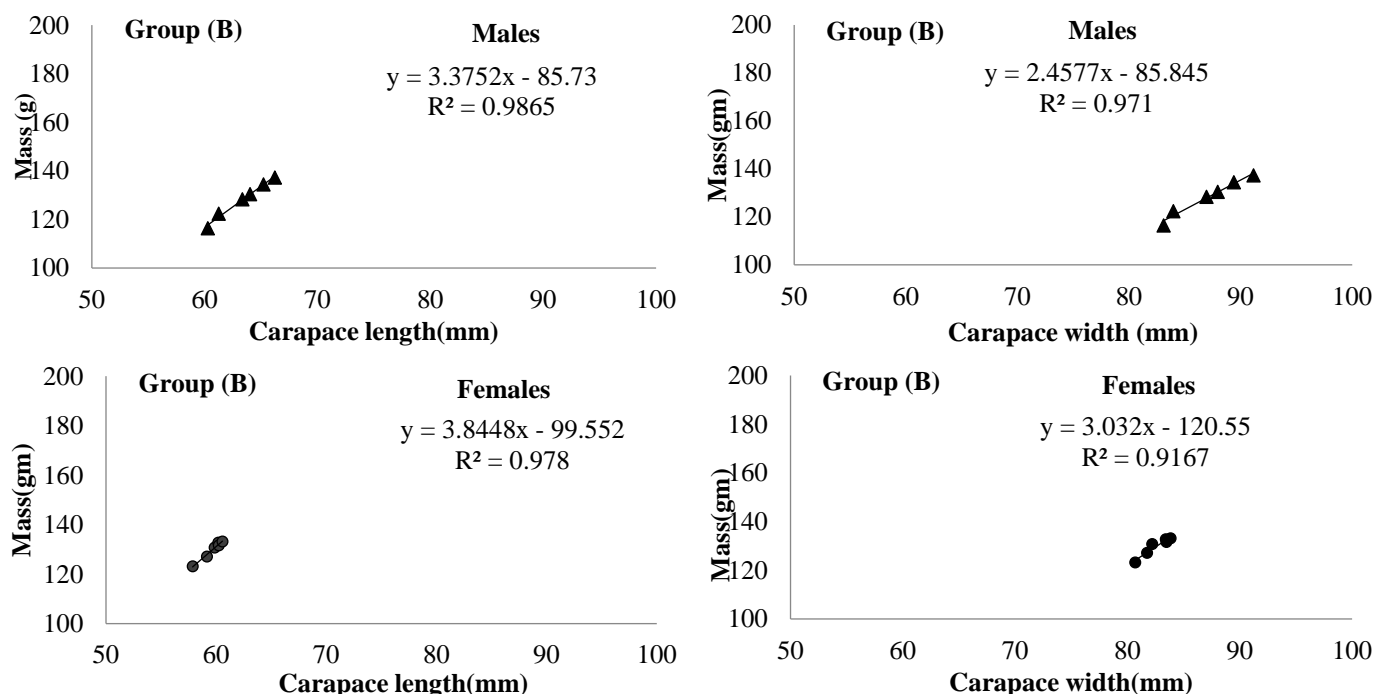 Group (B)
Males
y = 3.3752x - 85.73
R² = 0.9865
Mass (g)
200
180
160
140
120
100
50
60
70
80
90
100
Carapace length(mm)
Group (B)
Males
y = 2.4577x - 85.845
R² = 0.971
Mass(gm)
200
180
160
140
120
100
50
60
70
80
90
100
Carapace width (mm)
Group (B)
Females
y = 3.8448x - 99.552
R² = 0.978
Mass(gm)
200
180
160
140
120
100
50
60
70
80
90
100
Carapace length(mm)
Group (B)
Females
y = 3.032x - 120.55
R² = 0.9167
Mass(gm)
200
180
160
140
120
100
50
60
70
80
90
100
Carapace width(mm)